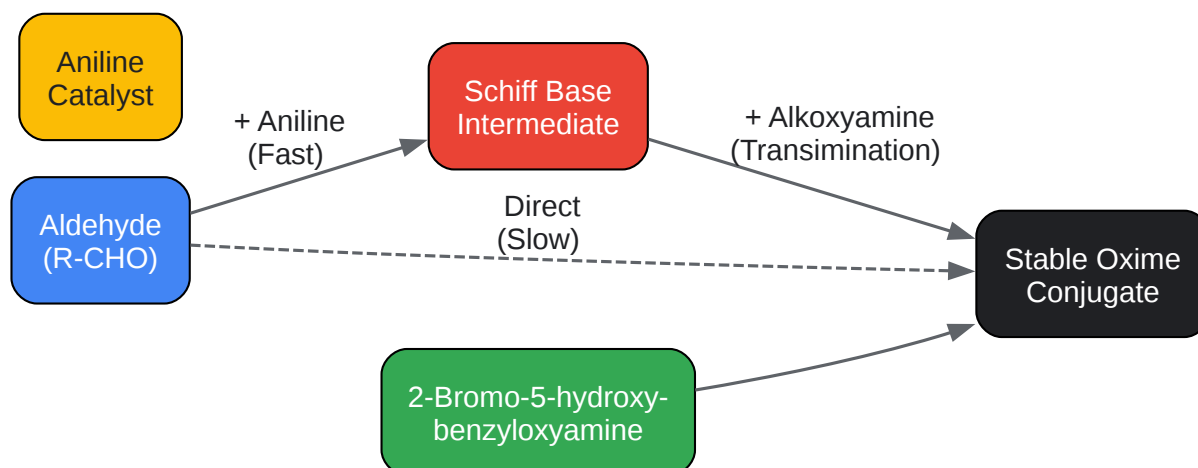 Aniline
Catalyst
Schiff Base
Intermediate
+ Aniline
(Fast)
+ Alkoxyamine
(Transimination)
Aldehyde
(R-CHO)
Direct
(Slow)
Stable Oxime
Conjugate
2-Bromo-5-hydroxy-
benzyloxyamine